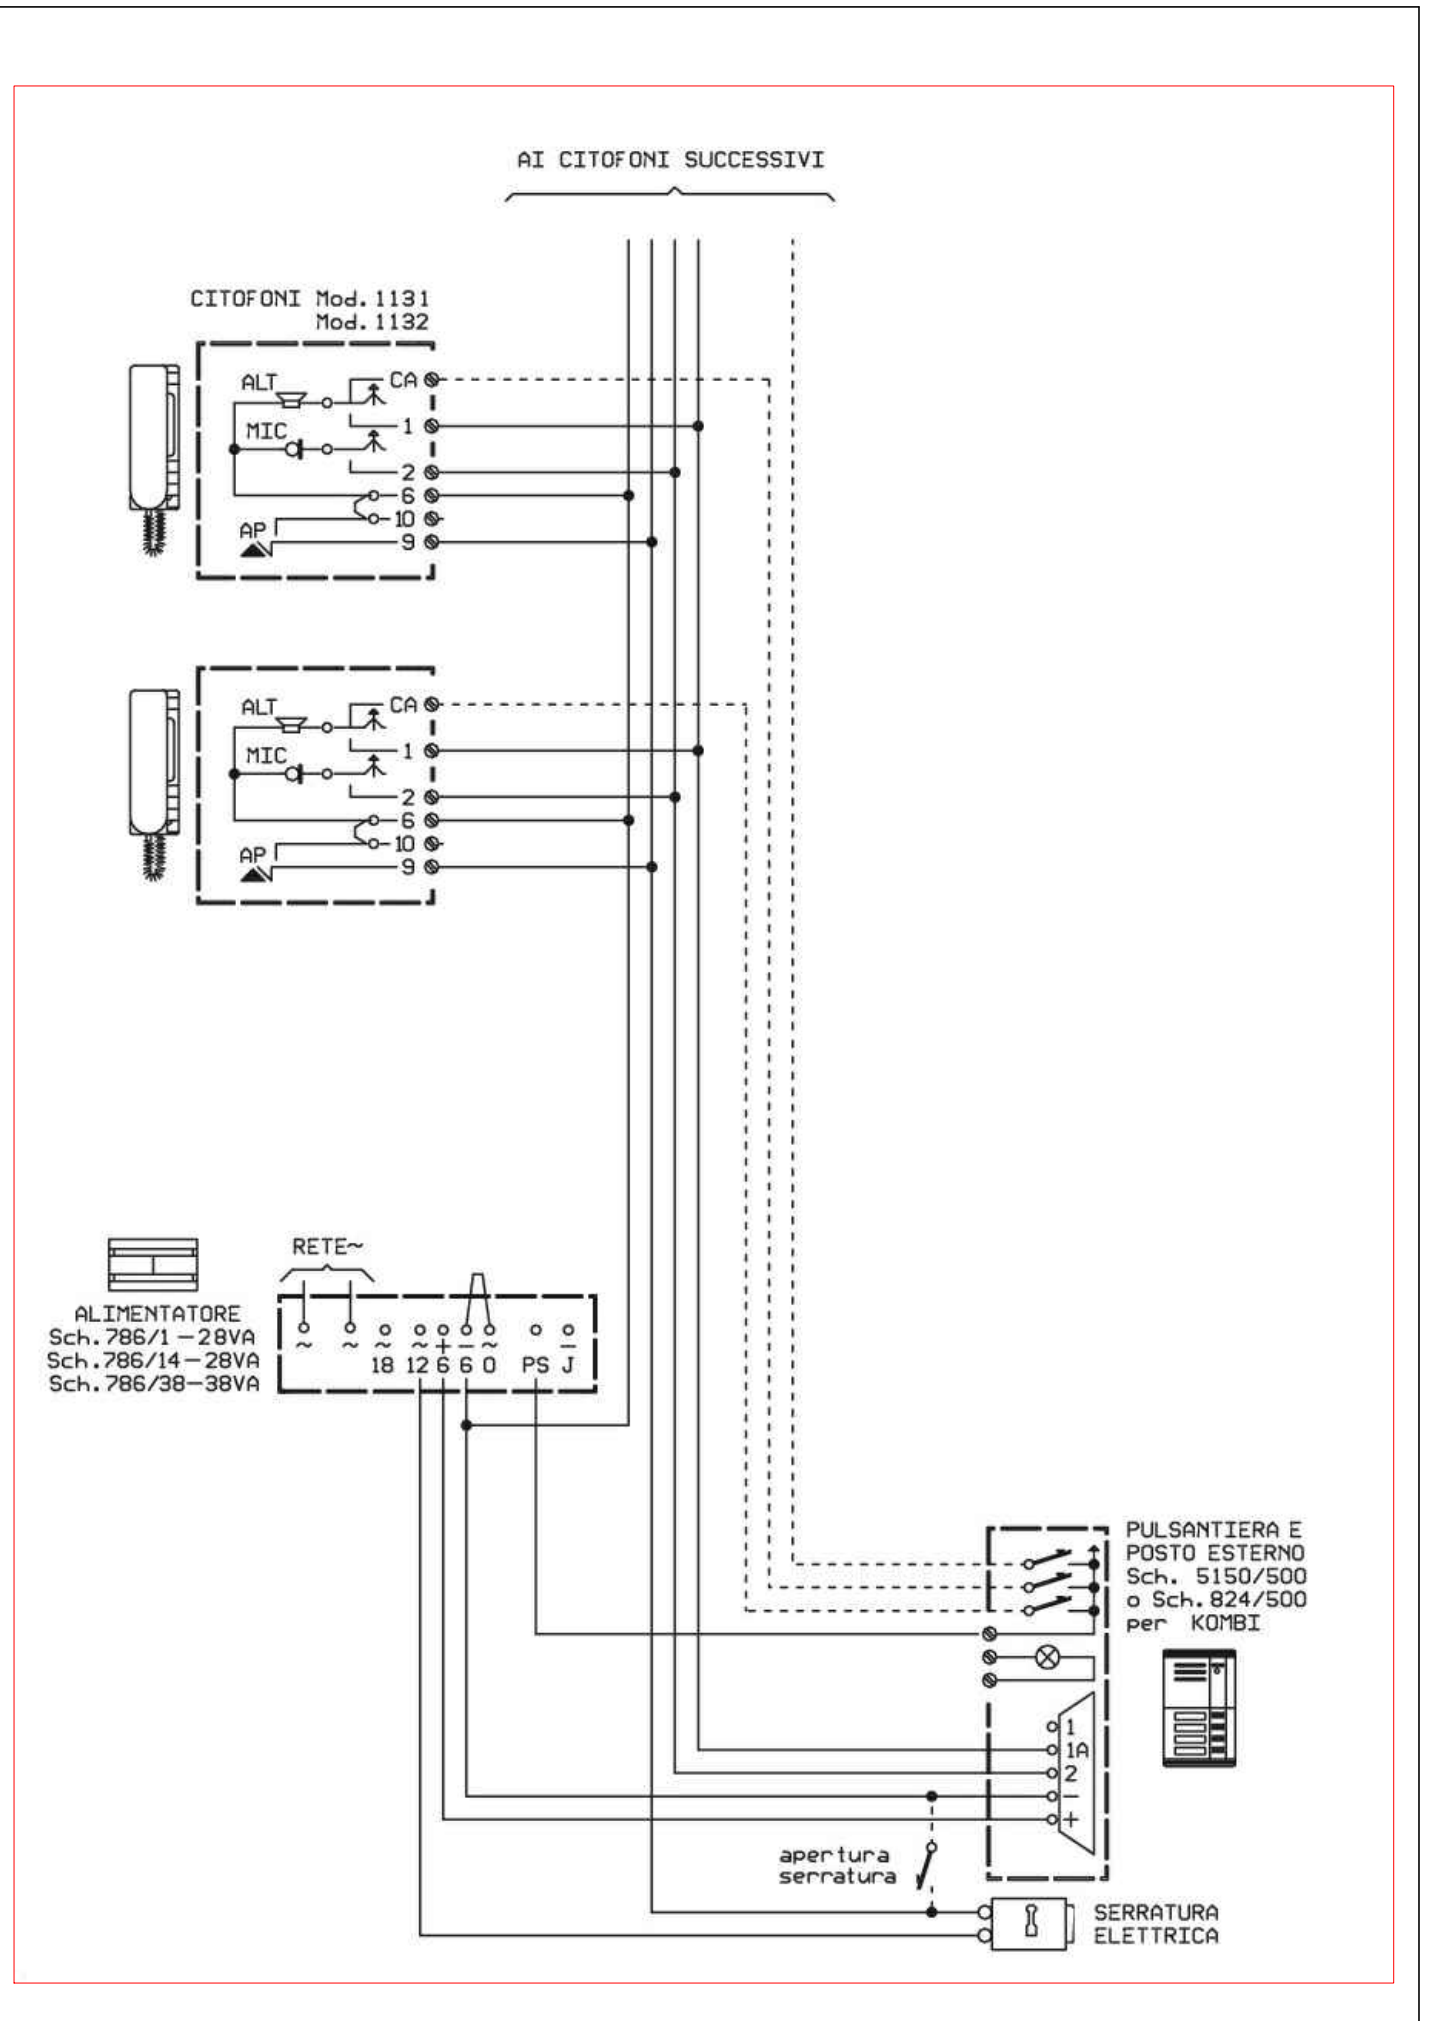 AI CITOFONI SUCCESSIVI
CITOFONI Mod.1131
Mod.1132
ALT
CA
MIC
1
2
6
10
AP
9
ALT
CA
MIC
1
2
6
10
AP
9
RETE~
ALIMENTATORE
Sch.786/1-28VA
Sch.786/14-28VA
Sch.786/38-38VA
~ ~ ~ ~ + − ~ −
18 12 6 6 0 PS J
PULSANTIERA E
POSTO ESTERNO
Sch. 5150/500
o Sch.824/500
per KOMBI
1
1A
2
−
+
apertura
serratura
SERRATURA
ELETTRICA